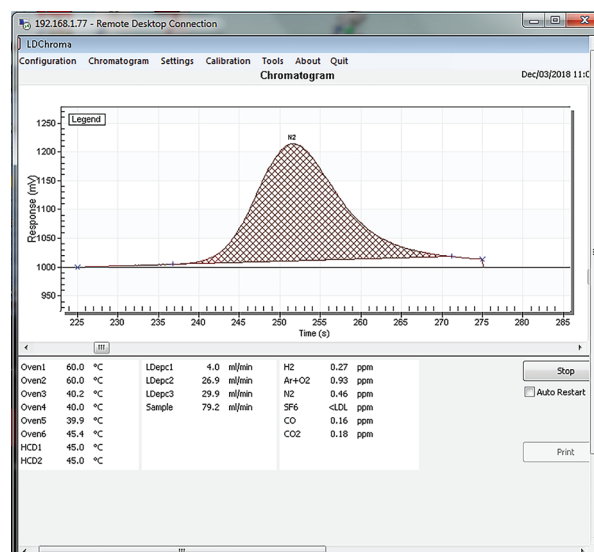 192.168.1.77 - Remote Desktop Connection
LDChroma
Configuration Chromatogram Settings Calibration Tools About Quit
Chromatogram Dec/03/2018 11:0
Legend
N2
Response (mV)
1250
1200
1150
1100
1050
1000
950
225 230 235 240 245 250 255 260 265 270 275 280 285
Time (s)
Oven1 60.0 °C LDepc1 4.0 ml/min H2 0.27 ppm Stop
Oven2 60.0 °C LDepc2 26.9 ml/min Ar+O2 0.93 ppm
Oven3 40.2 °C LDepc3 29.9 ml/min N2 0.46 ppm Auto Restart
Oven4 40.0 °C Sample 79.2 ml/min SF6 <LDL ppm
Oven5 39.9 °C CO 0.16 ppm
Oven6 45.4 °C CO2 0.18 ppm
HCD1 45.0 °C Print
HCD2 45.0 °C